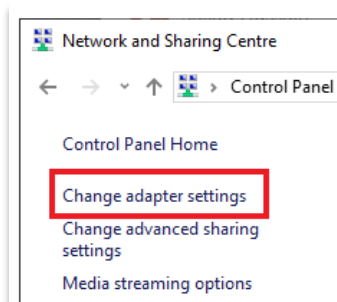 Network and Sharing Centre
Control Panel
Control Panel Home
Change adapter settings
Change advanced sharing
settings
Media streaming options